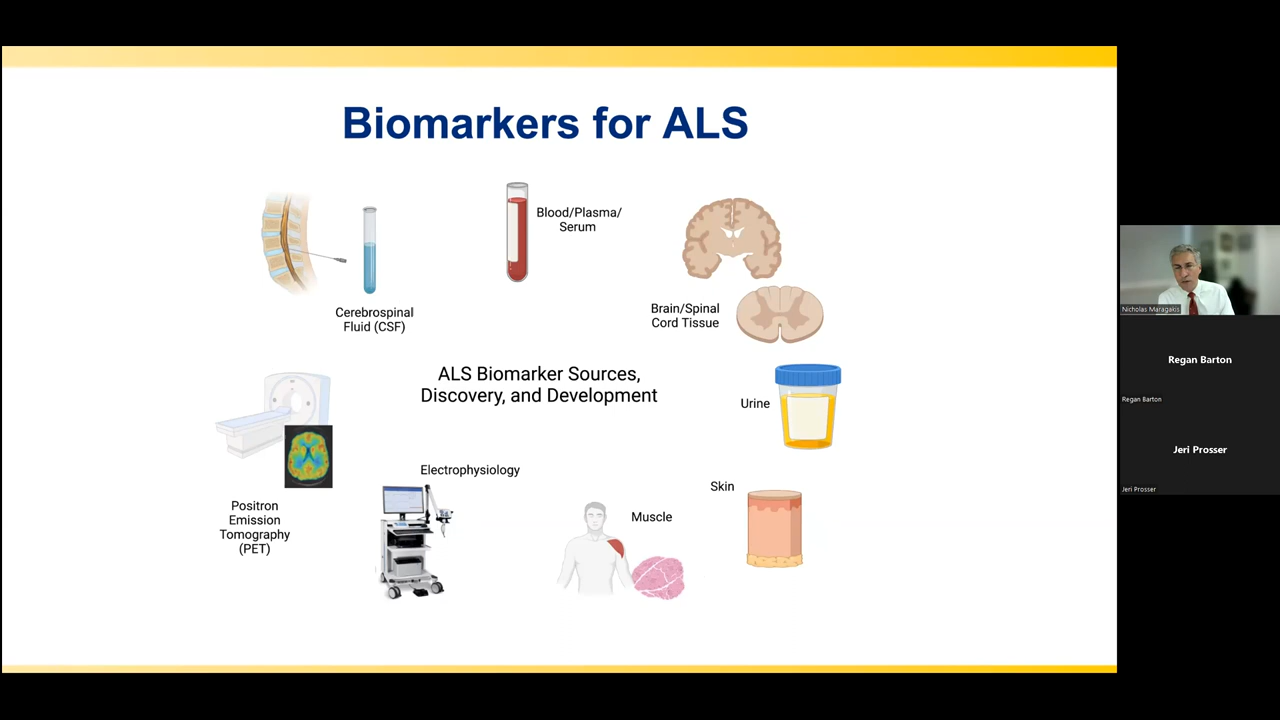 Biomarkers for ALS
Blood/Plasma/
Serum
Cerebrospinal
Fluid (CSF)
Brain/Spinal
Cord Tissue
ALS Biomarker Sources,
Discovery, and Development
Urine
Electrophysiology
Skin
Positron
Emission
Tomography
(PET)
Muscle
Nicholas Maragakis
Regan Barton
Regan Barton
Jeri Prosser
Jeri Prosser